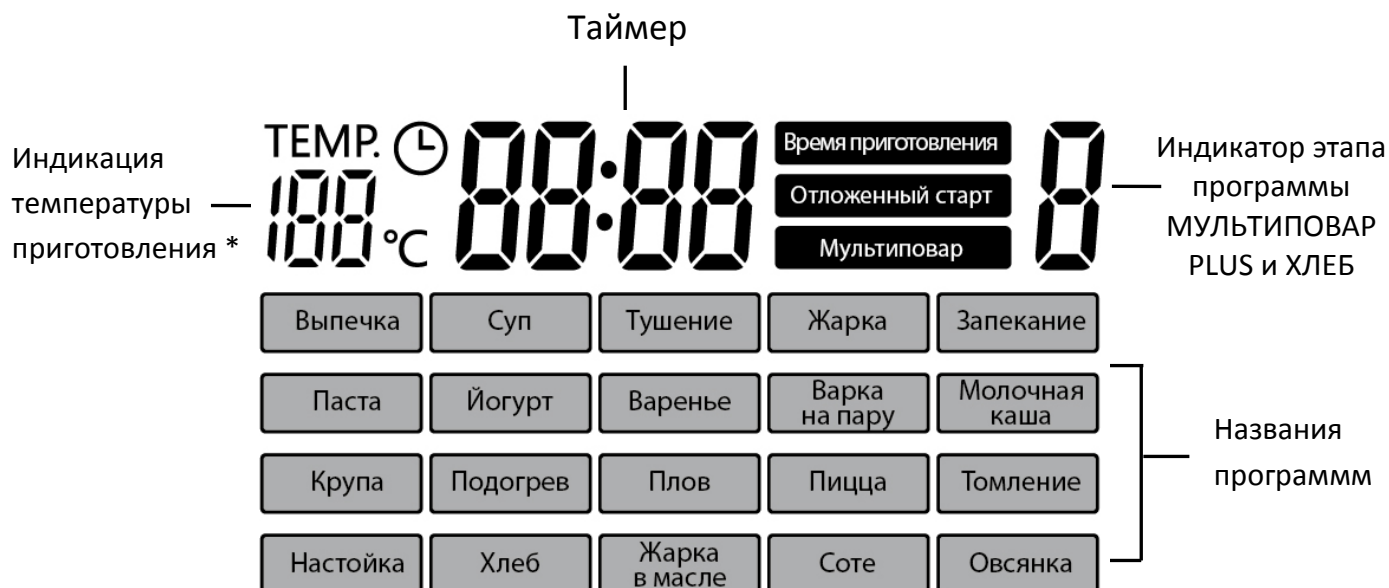 Таймер
TEMP.
188 °C
88:88
Время приготовления
Отложенный старт
Мультиповар
8
Индикация
температуры
приготовления *
Индикатор этапа
программы
МУЛЬТИПОВАР
PLUS и ХЛЕБ
Выпечка
Суп
Тушение
Жарка
Запекание
Паста
Йогурт
Варенье
Варка
на пару
Молочная
каша
Крупа
Подогрев
Плов
Пицца
Томление
Настойка
Хлеб
Жарка
в масле
Соте
Овсянка
Названия
программм